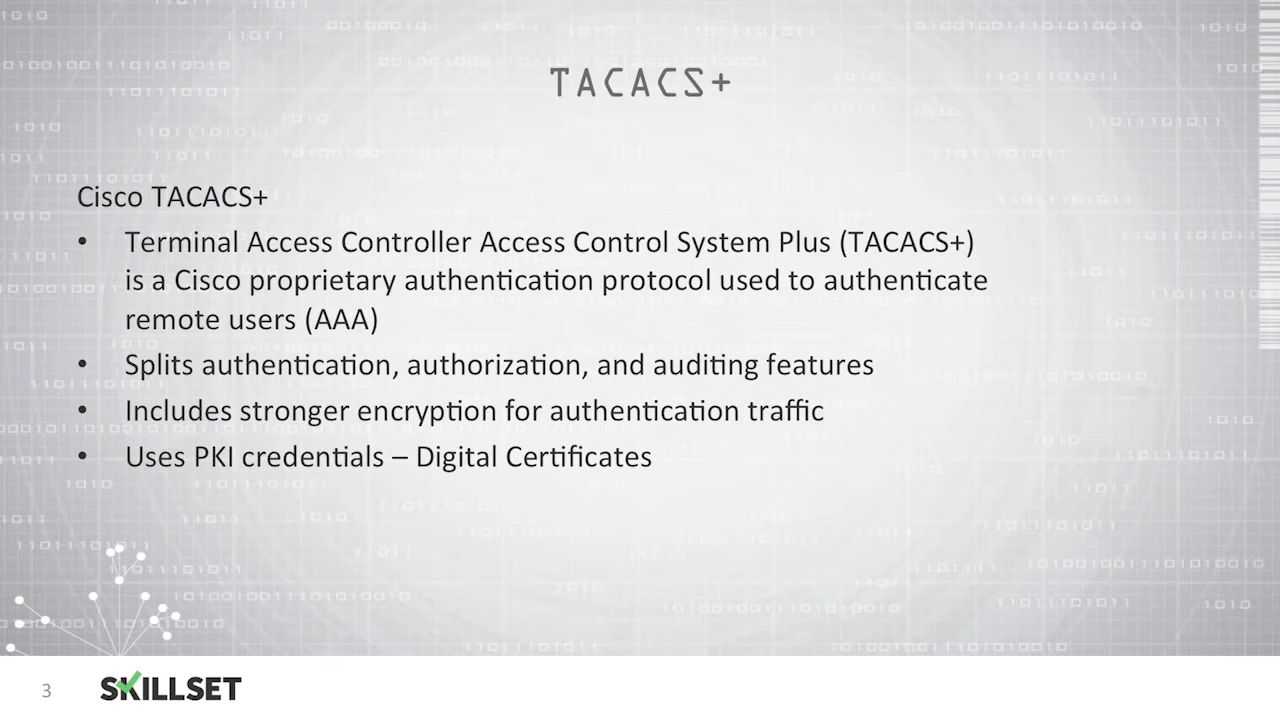 TACACS+
Cisco TACACS+
• Terminal Access Controller Access Control System Plus (TACACS+)
is a Cisco proprietary authentication protocol used to authenticate
remote users (AAA)
• Splits authentication, authorization, and auditing features
• Includes stronger encryption for authentication traffic
• Uses PKI credentials – Digital Certificates
3
SKILLSET